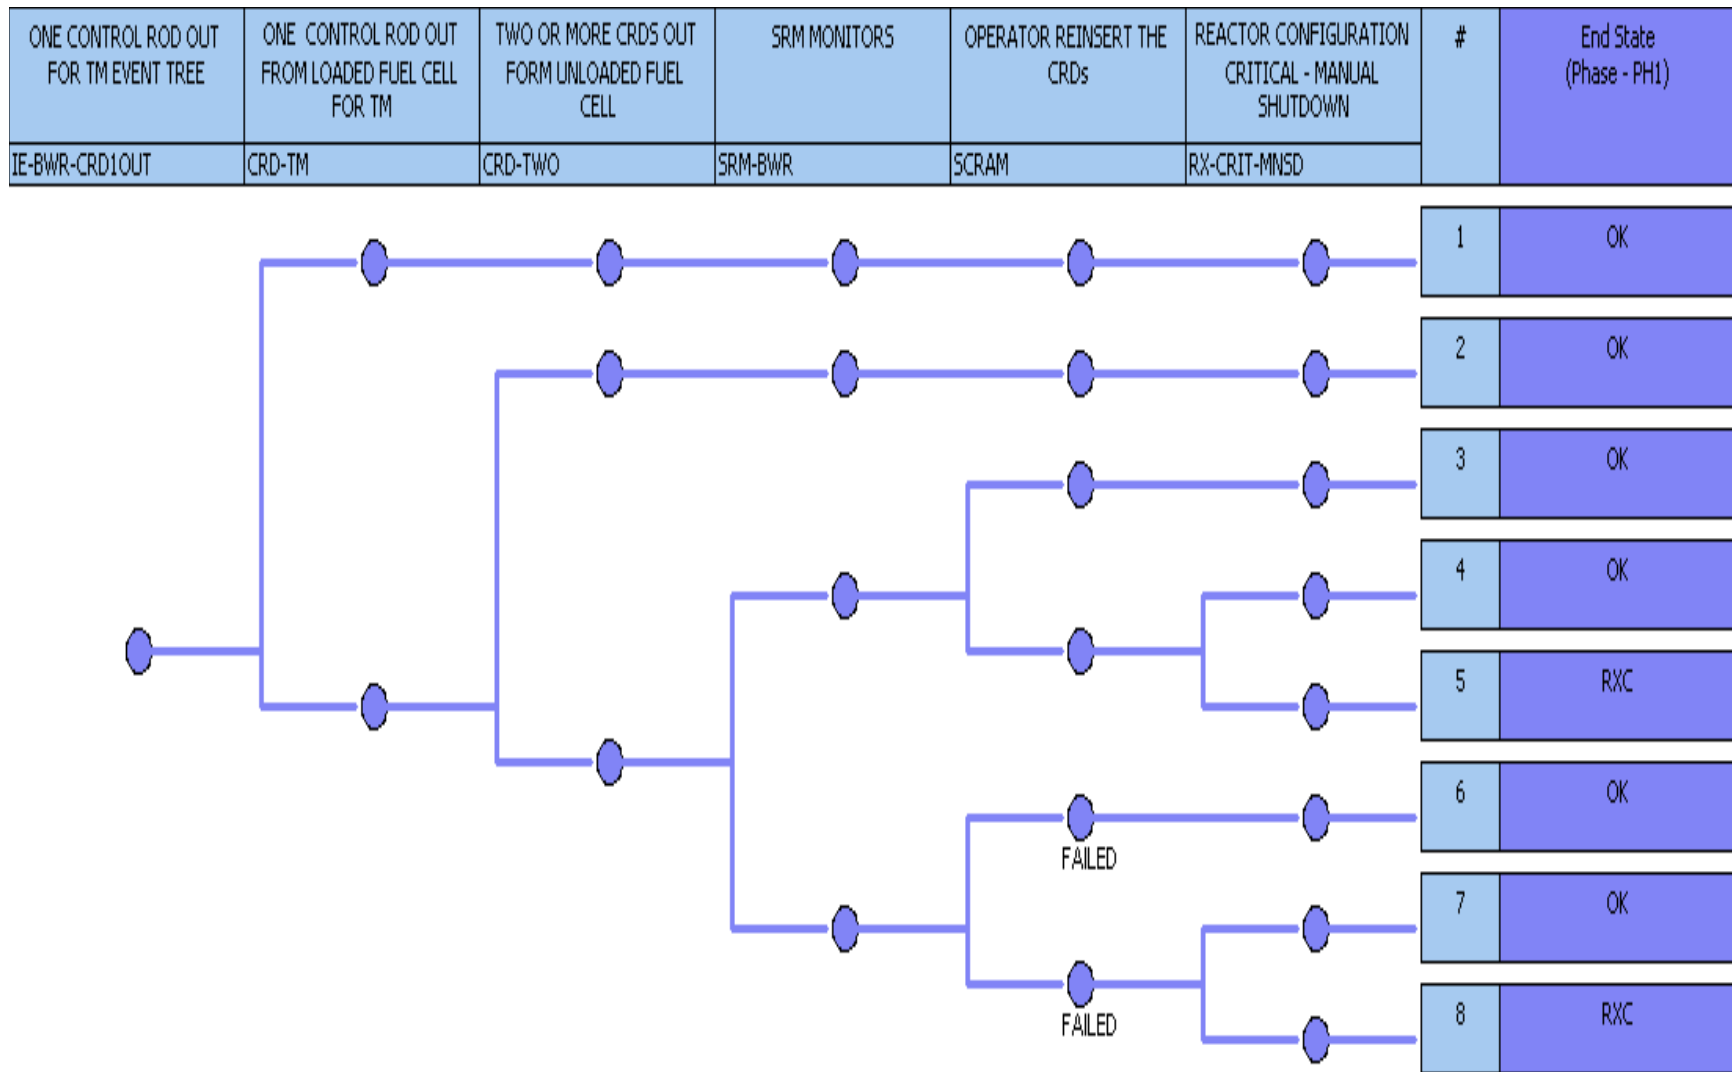 ONE CONTROL ROD OUT
FOR TM EVENT TREE
ONE CONTROL ROD OUT
FROM LOADED FUEL CELL
FOR TM
TWO OR MORE CRDS OUT
FORM UNLOADED FUEL
CELL
SRM MONITORS
OPERATOR REINSERT THE
CRDs
REACTOR CONFIGURATION
CRITICAL - MANUAL
SHUTDOWN
#
End State
(Phase - PH1)
IE-BWR-CRD1OUT
CRD-TM
CRD-TWO
SRM-BWR
SCRAM
RX-CRIT-MNSD
1 OK
2 OK
3 OK
4 OK
5 RXC
6 OK
FAILED
7 OK
8 RXC
FAILED